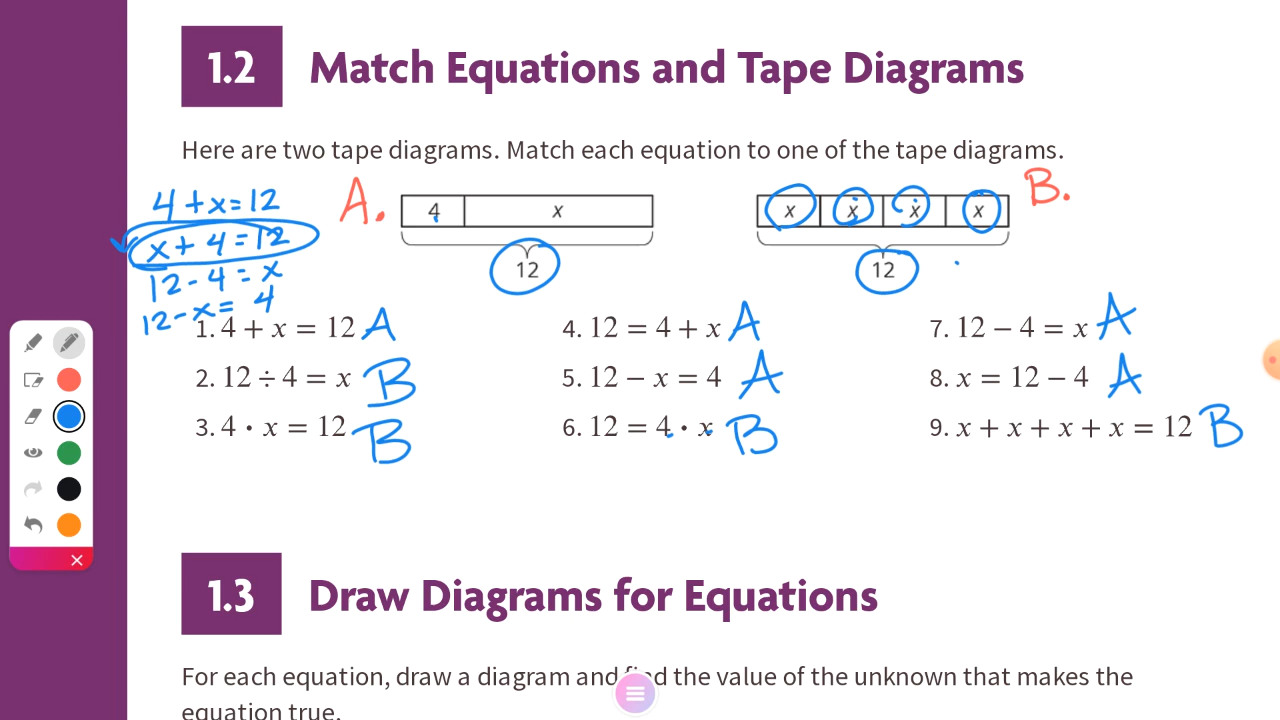 1.2 Match Equations and Tape Diagrams
Here are two tape diagrams. Match each equation to one of the tape diagrams.
4 + x = 12
x + 4 = 12
12 - 4 = x
12 - x = 4
A. 4 x
12
x x x x B.
12
1. 4 + x = 12 A
2. 12 ÷ 4 = x B
3. 4 · x = 12 B
4. 12 = 4 + x A
5. 12 − x = 4 A
6. 12 = 4 · x B
7. 12 − 4 = x A
8. x = 12 − 4 A
9. x + x + x + x = 12 B
1.3 Draw Diagrams for Equations
For each equation, draw a diagram and find the value of the unknown that makes the
equation true.